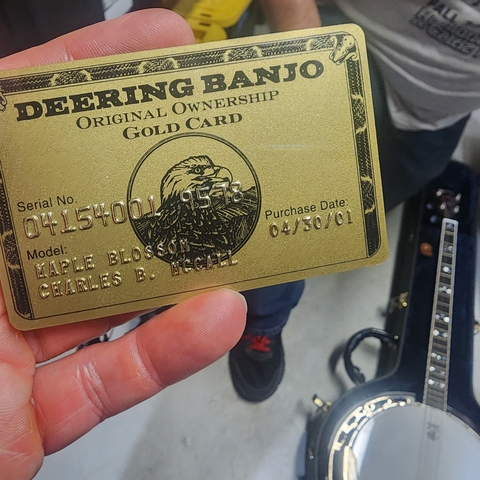 DEERING BANJO
ORIGINAL OWNERSHIP
GOLD CARD
Serial No.
04154001 9578
Purchase Date:
04/30/01
Model:
MAPLE BLOSSOM
CHARLES B. MCCALL